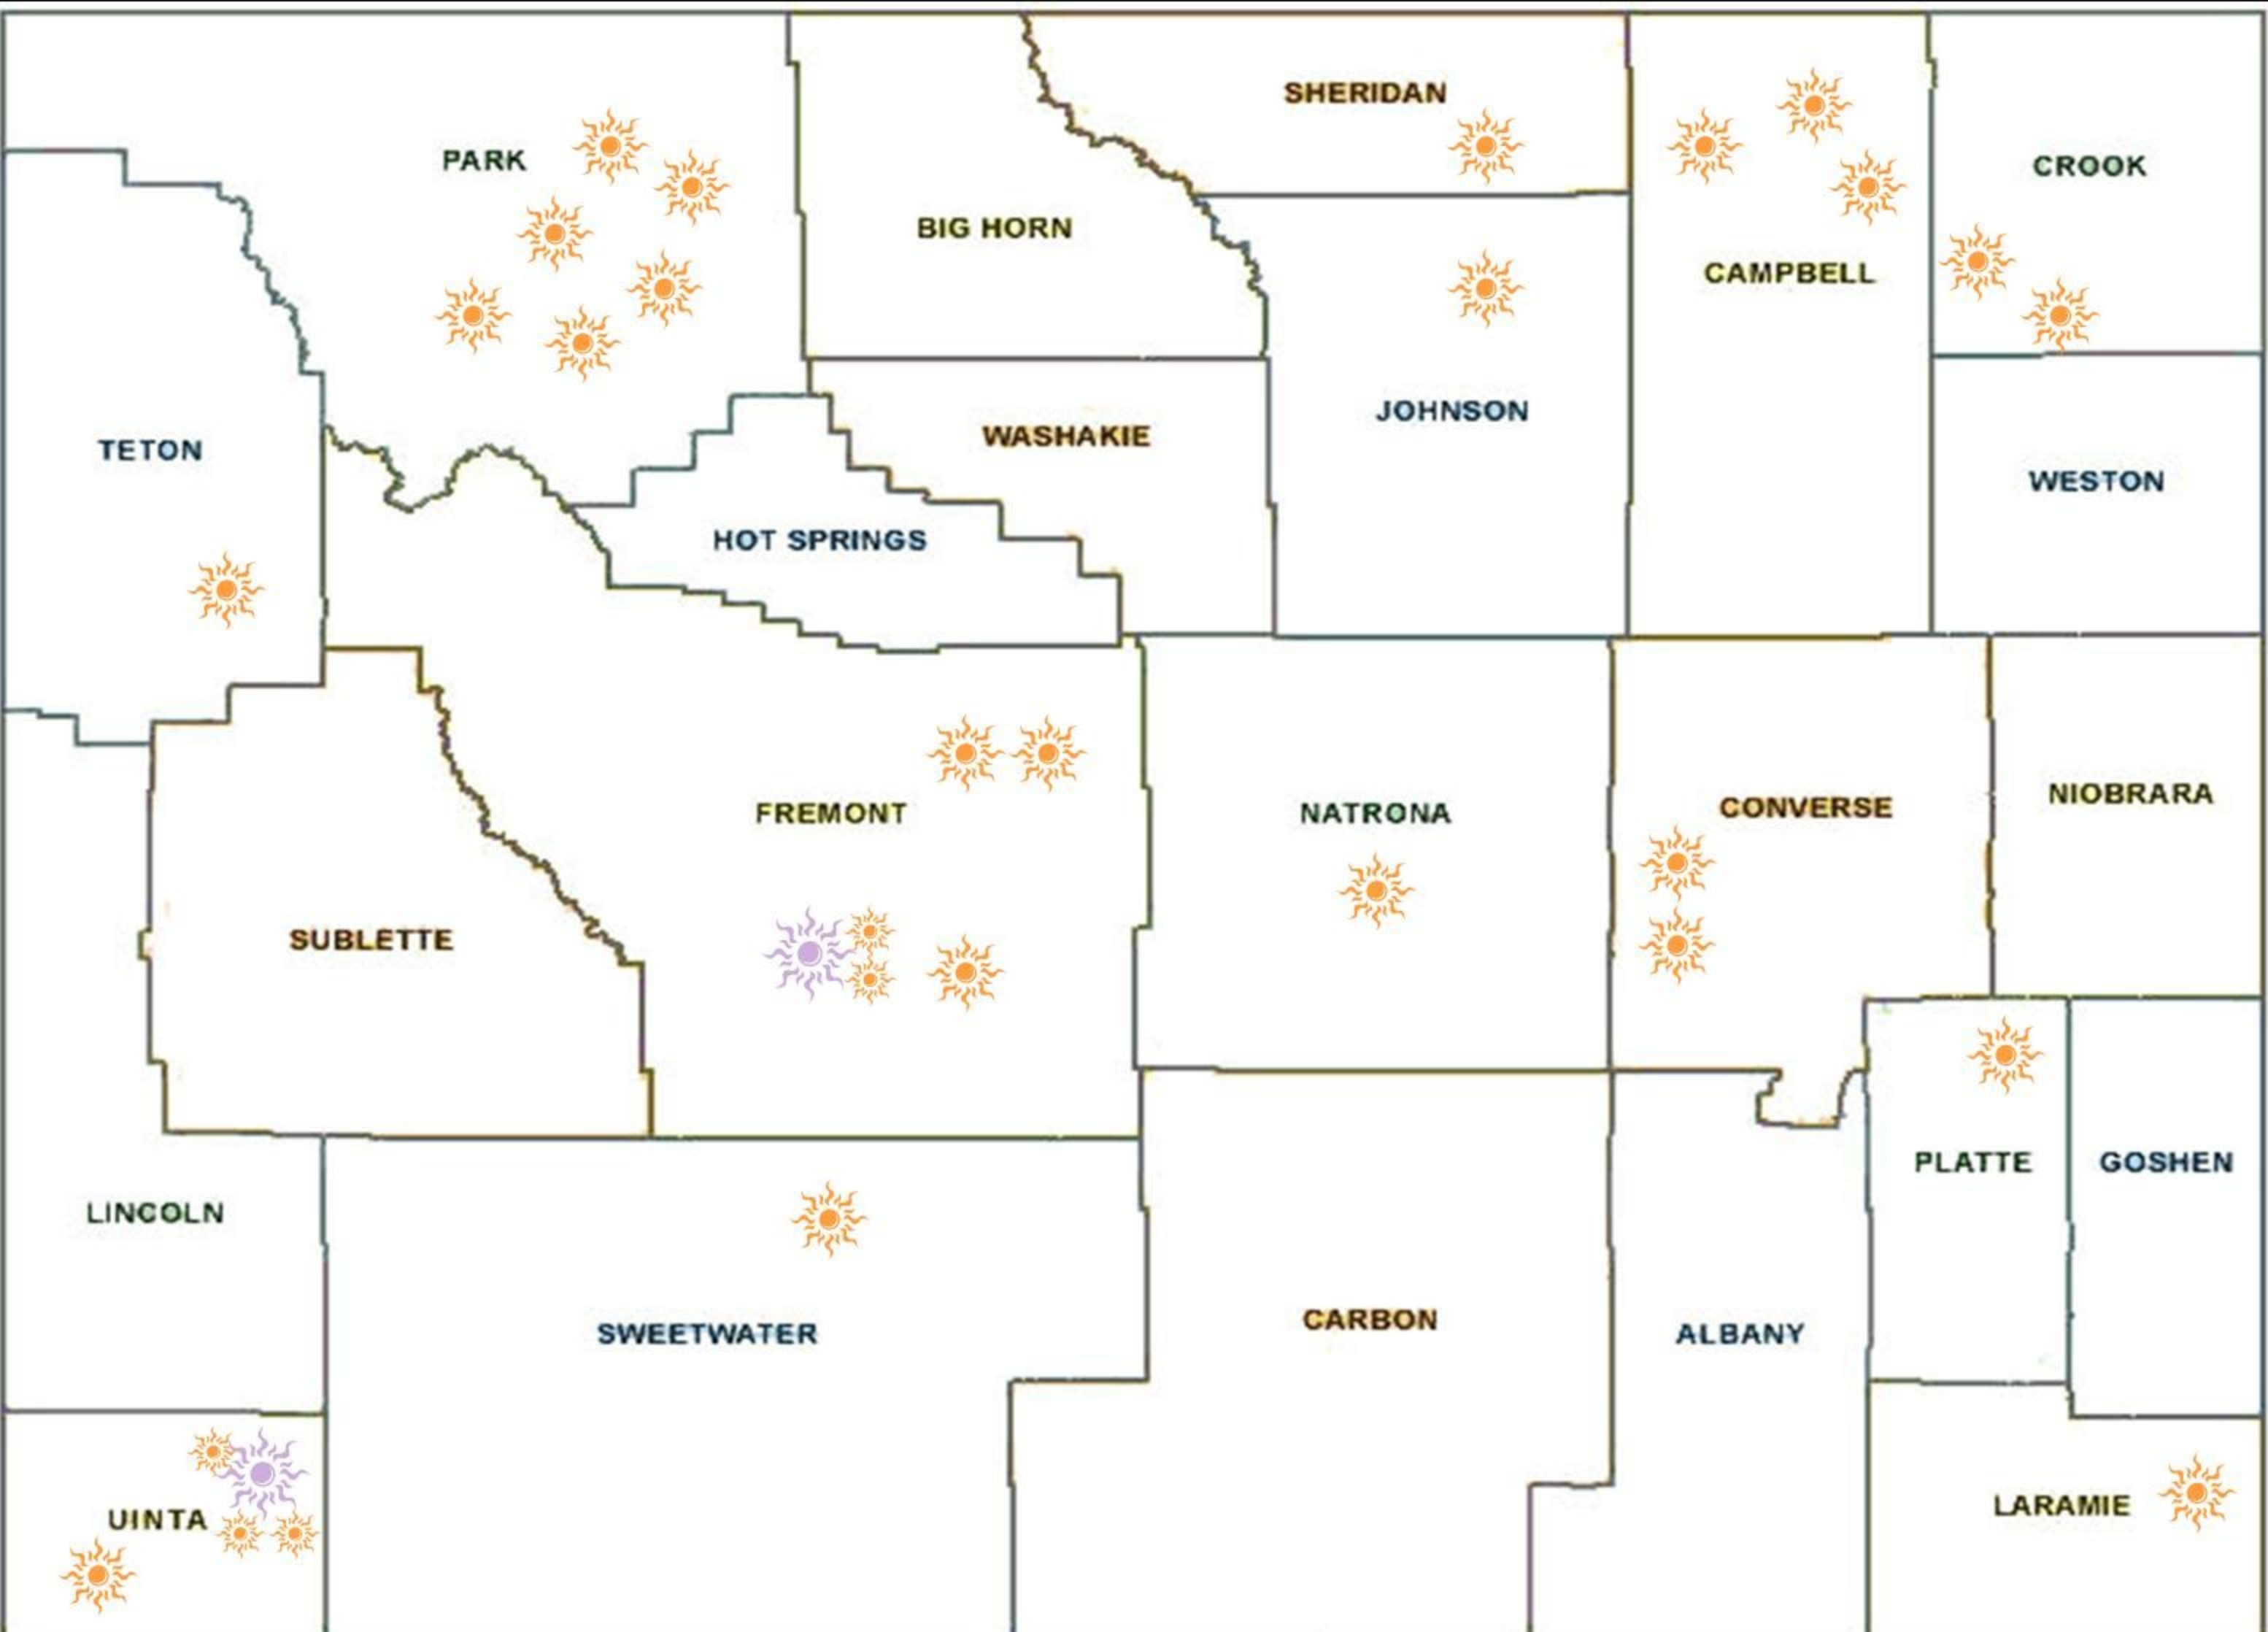 SHERIDAN
PARK
CROOK
BIG HORN
CAMPBELL
JOHNSON
WASHAKIE
TETON
WESTON
HOT SPRINGS
NIOBRARA
CONVERSE
FREMONT
NATRONA
SUBLETTE
PLATTE
GOSHEN
LINCOLN
CARBON
SWEETWATER
ALBANY
LARAMIE
UINTA